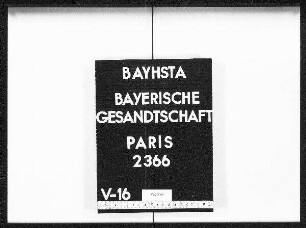 BAYHSTA
BAYERISCHE
GESANDTSCHAFT
PARIS
2366
V-16